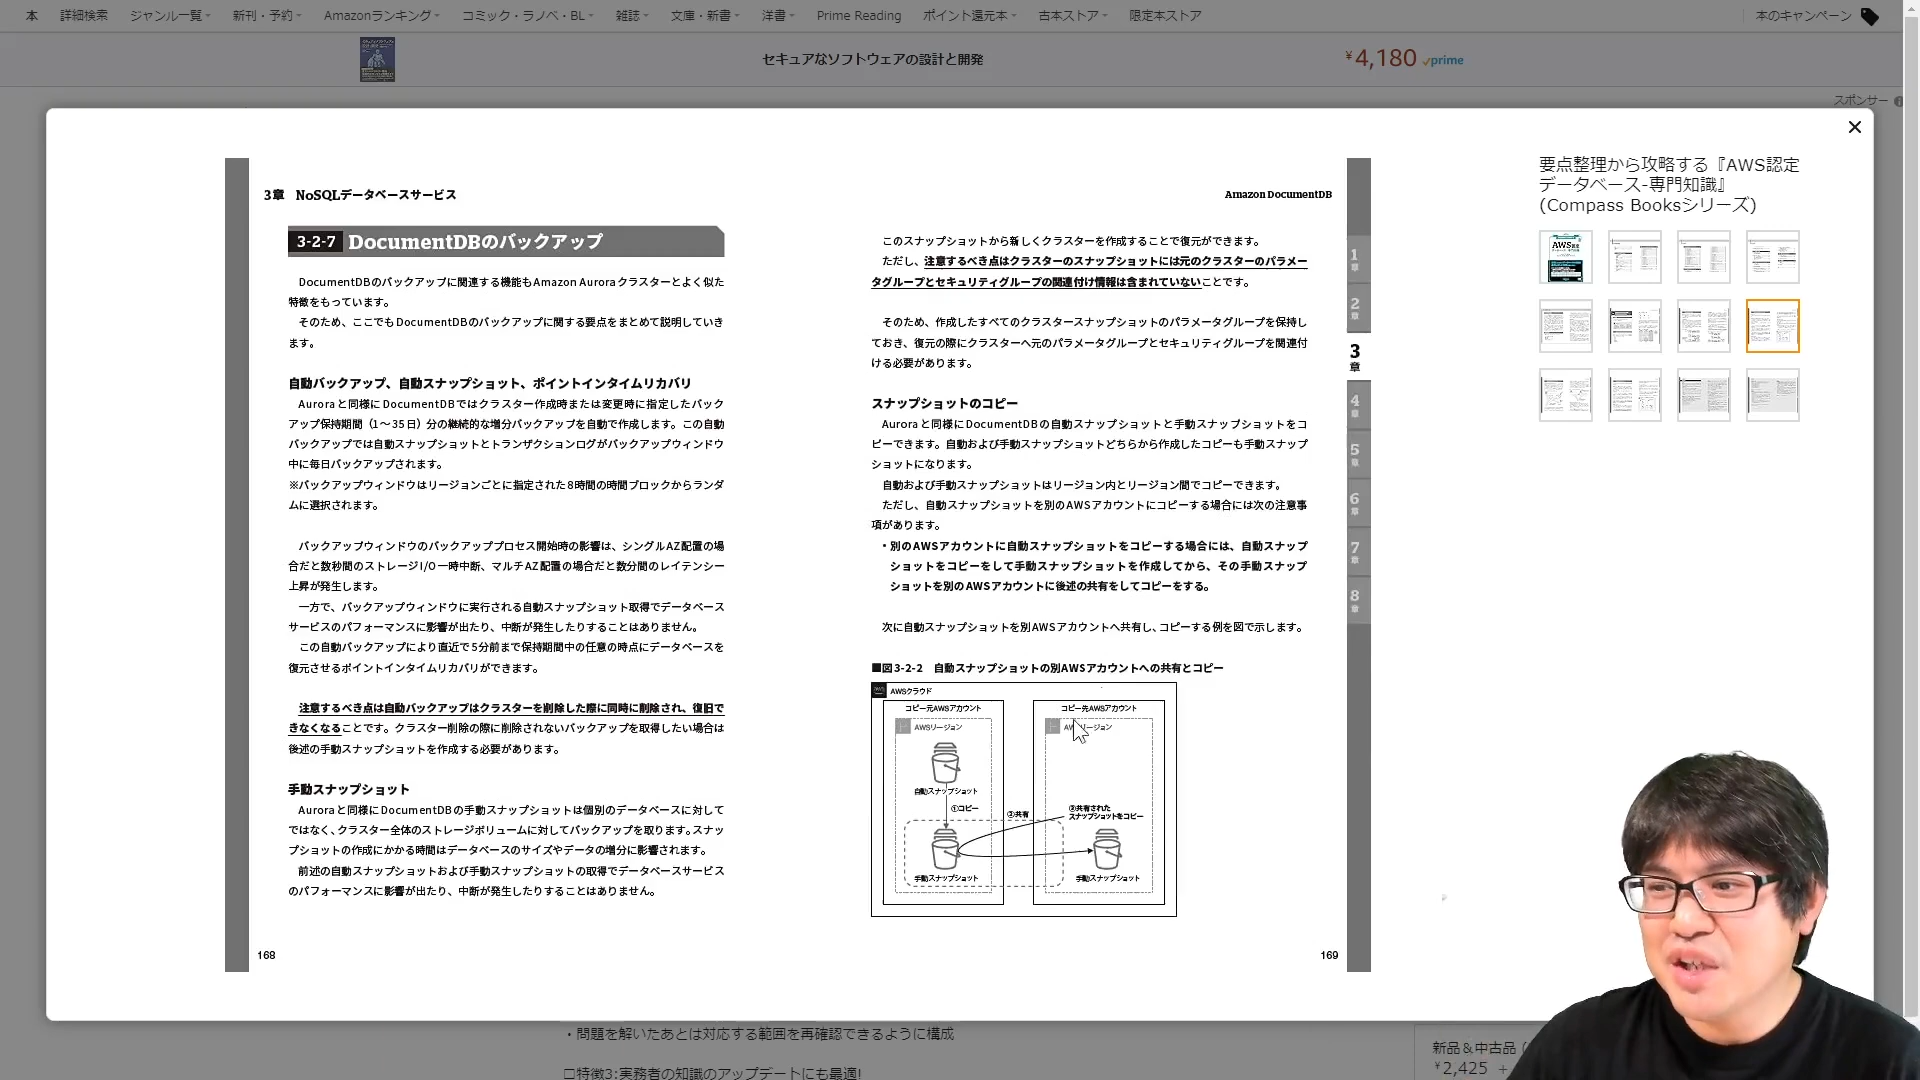 本 詳細検索 ジャンル一覧 新刊・予約 Amazonランキング コミック・ラノベ・BL 雑誌 文庫・新書 洋書 Prime Reading ポイント還元本 古本ストア 限定本ストア 本のキャンペーン
セキュアなソフトウェアの設計と開発
¥4,180 prime
スポンサー
3章 NoSQLデータベースサービス
3-2-7 DocumentDBのバックアップ
DocumentDBのバックアップに関連する機能もAmazon Auroraクラスターとよく似た
特徴をもっています。
そのため、ここでもDocumentDBのバックアップに関する要点をまとめて説明していき
ます。
自動バックアップ、自動スナップショット、ポイントインタイムリカバリ
Auroraと同様にDocumentDBではクラスター作成時または変更時に指定したバック
アップ保持期間（1〜35日）分の継続的な増分バックアップを自動で作成します。この自動
バックアップでは自動スナップショットとトランザクションログがバックアップウィンドウ
中に毎日バックアップされます。
※バックアップウィンドウはリージョンごとに指定された8時間の時間ブロックからランダ
ムに選択されます。
バックアップウィンドウのバックアッププロセス開始時の影響は、シングルAZ配置の場
合だと数秒間のストレージI/O一時中断、マルチAZ配置の場合だと数分間のレイテンシー
上昇が発生します。
一方で、バックアップウィンドウに実行される自動スナップショット取得でデータベース
サービスのパフォーマンスに影響が出たり、中断が発生したりすることはありません。
この自動バックアップにより直近で5分前まで保持期間中の任意の時点にデータベースを
復元させるポイントインタイムリカバリができます。
注意するべき点は自動バックアップはクラスターを削除した際に同時に削除され、復旧で
きなくなることです。クラスター削除の際に削除されないバックアップを取得したい場合は
後述の手動スナップショットを作成する必要があります。
手動スナップショット
Auroraと同様にDocumentDBの手動スナップショットは個別のデータベースに対して
ではなく、クラスター全体のストレージボリュームに対してバックアップを取ります。スナッ
プショットの作成にかかる時間はデータベースのサイズやデータの増分に影響されます。
前述の自動スナップショットおよび手動スナップショットの取得でデータベースサービス
のパフォーマンスに影響が出たり、中断が発生したりすることはありません。
168
Amazon DocumentDB
このスナップショットから新しくクラスターを作成することで復元ができます。
ただし、注意するべき点はクラスターのスナップショットには元のクラスターのパラメー
タグループとセキュリティグループの関連付け情報は含まれていないことです。
そのため、作成したすべてのクラスタースナップショットのパラメータグループを保持し
ておき、復元の際にクラスターへ元のパラメータグループとセキュリティグループを関連付
ける必要があります。
スナップショットのコピー
Auroraと同様にDocumentDBの自動スナップショットと手動スナップショットをコ
ピーできます。自動および手動スナップショットどちらから作成したコピーも手動スナップ
ショットになります。
自動および手動スナップショットはリージョン内とリージョン間でコピーできます。
ただし、自動スナップショットを別のAWSアカウントにコピーする場合には次の注意事
項があります。
・別のAWSアカウントに自動スナップショットをコピーする場合には、自動スナップ
ショットをコピーをして手動スナップショットを作成してから、その手動スナップ
ショットを別のAWSアカウントに後述の共有をしてコピーをする。
次に自動スナップショットを別AWSアカウントへ共有し、コピーする例を図で示します。
■図3-2-2 自動スナップショットの別AWSアカウントへの共有とコピー
AWSクラウド
コピー元AWSアカウント
AWSリージョン
自動スナップショット
①コピー
手動スナップショット
②共有
コピー先AWSアカウント
AWSリージョン
③共有された
スナップショットをコピー
手動スナップショット
169
1章
2章
3章
4章
5章
6章
7章
8章
要点整理から攻略する『AWS認定
データベース-専門知識』
(Compass Booksシリーズ)
・問題を解いたあとは対応する範囲を再確認できるように構成
□特徴3:実務者の知識のアップデートにも最適!
新品＆中古品 (
¥2,425 +